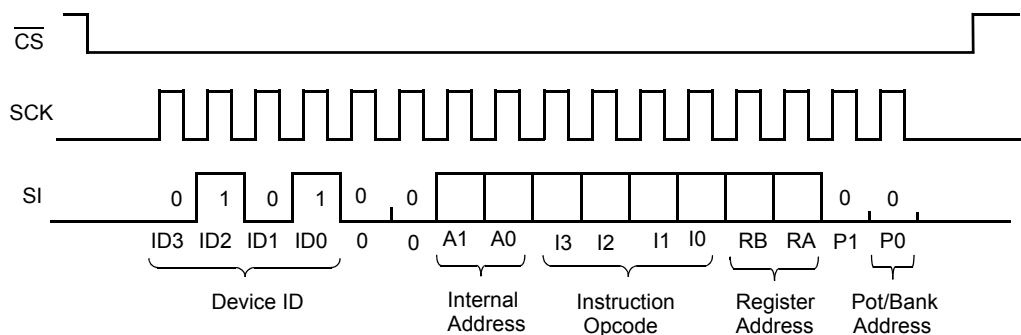 CS
SCK
SI 0 1 0 1 0 0 0 0
ID3 ID2 ID1 ID0 0 0 A1 A0 I3 I2 I1 I0 RB RA P1 P0
Device ID Internal Address Instruction Opcode Register Address Pot/Bank Address